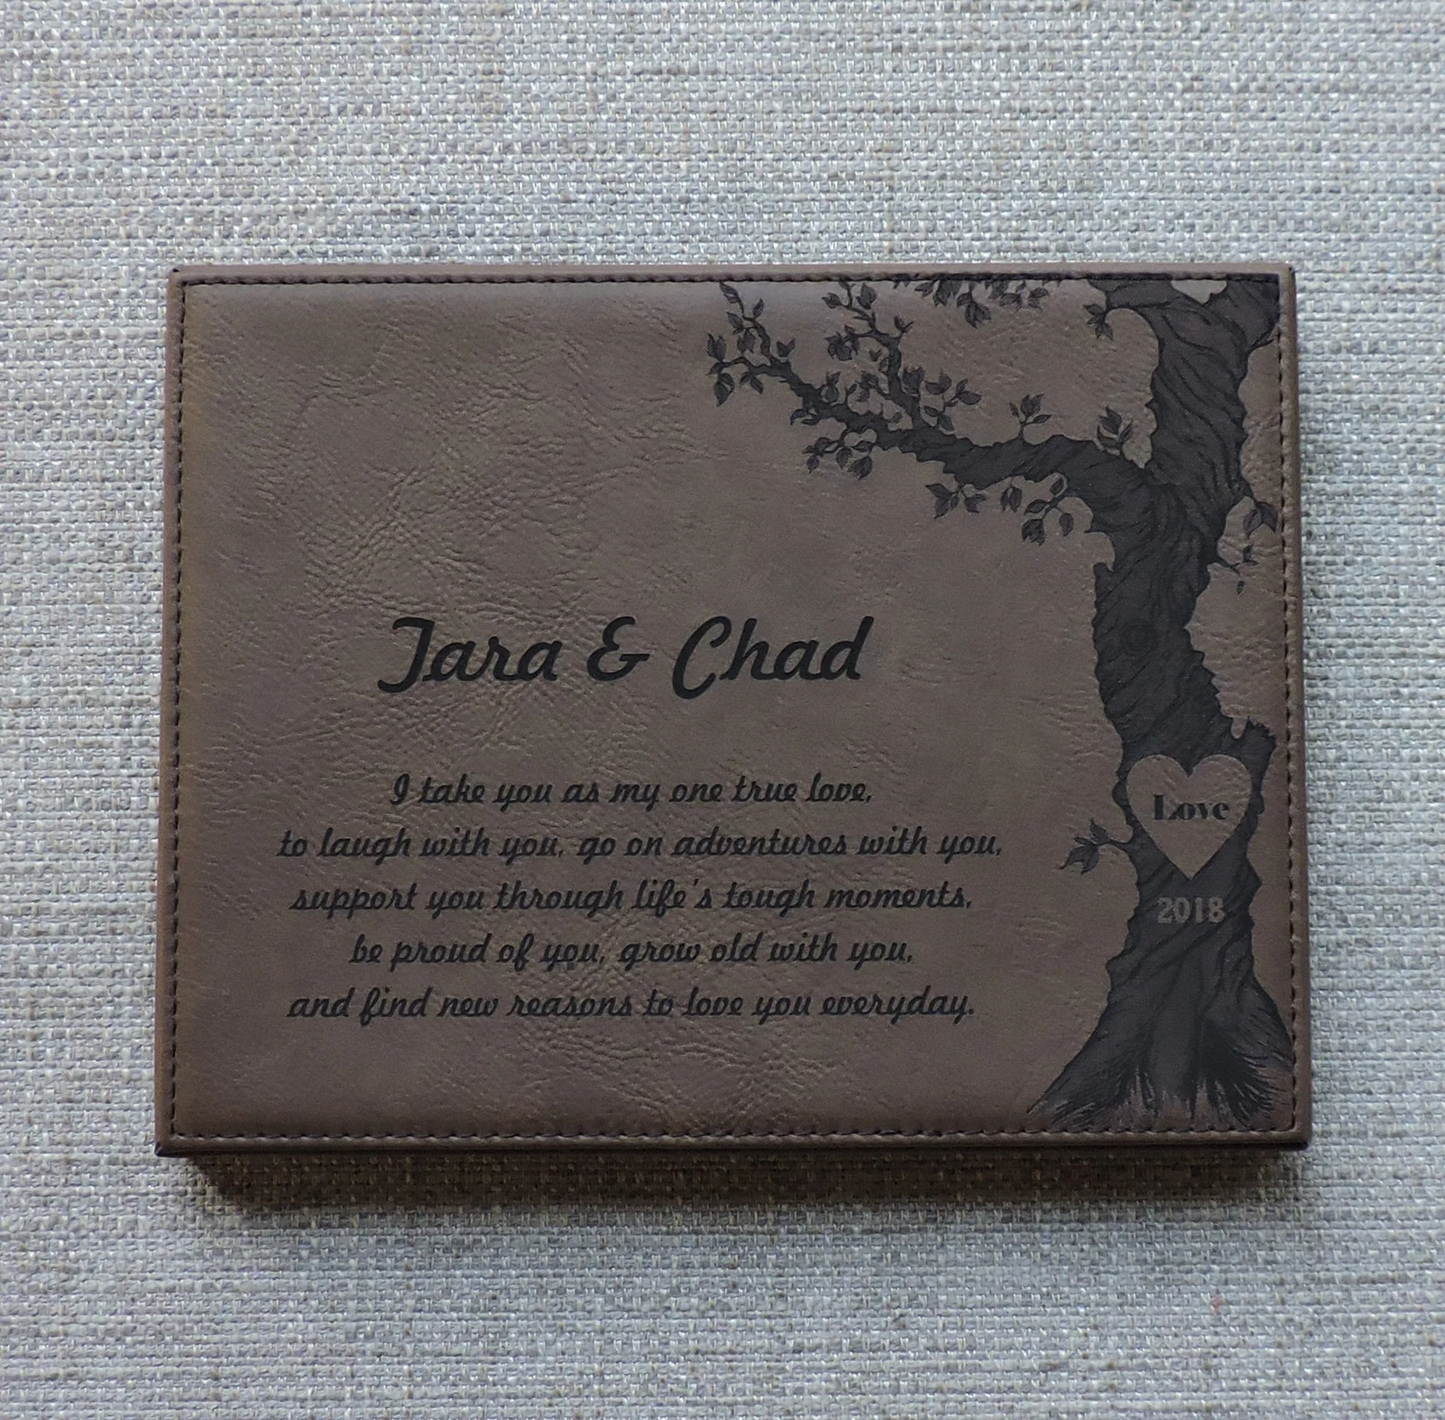 Tara & Chad
I take you as my one true love,
to laugh with you, go on adventures with you,
support you through life's tough moments,
be proud of you, grow old with you,
and find new reasons to love you everyday.
Love
2018